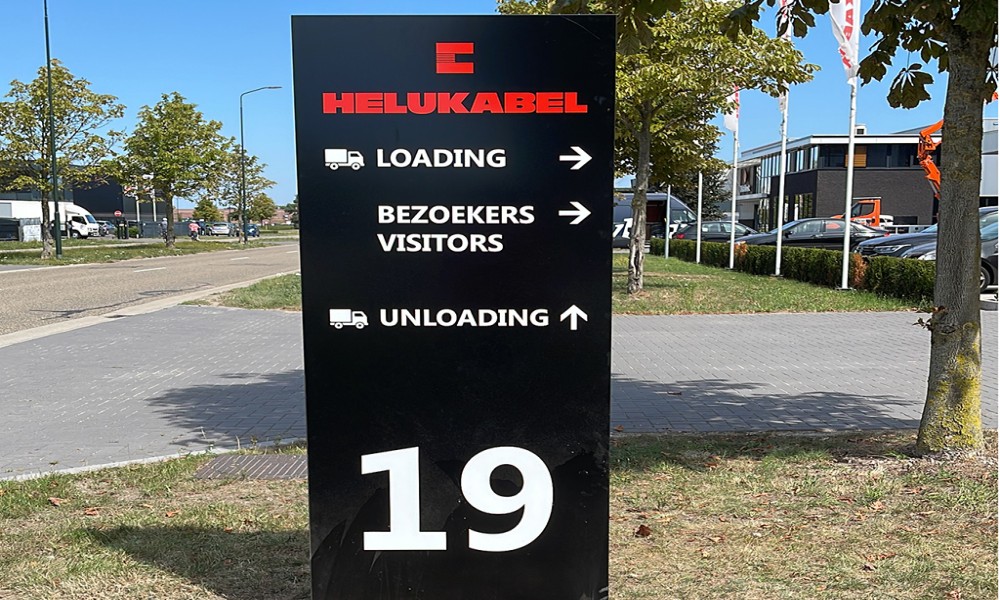 HELUKABEL
LOADING →
BEZOEKERS →
VISITORS
UNLOADING ↑
19